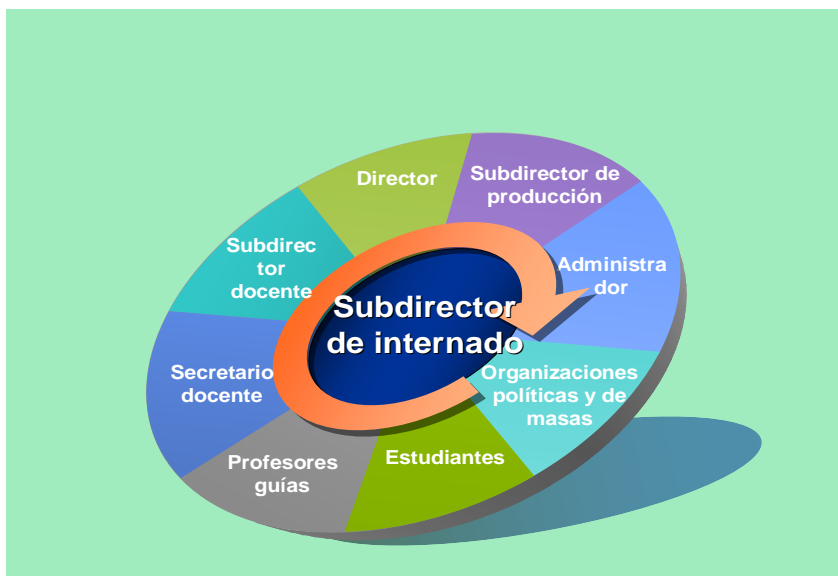 Director
Subdirector de
producción
Subdirec
tor
docente
Administra
dor
Subdirector
de internado
Secretario
docente
Organizaciones
políticas y de
masas
Profesores
guías
Estudiantes